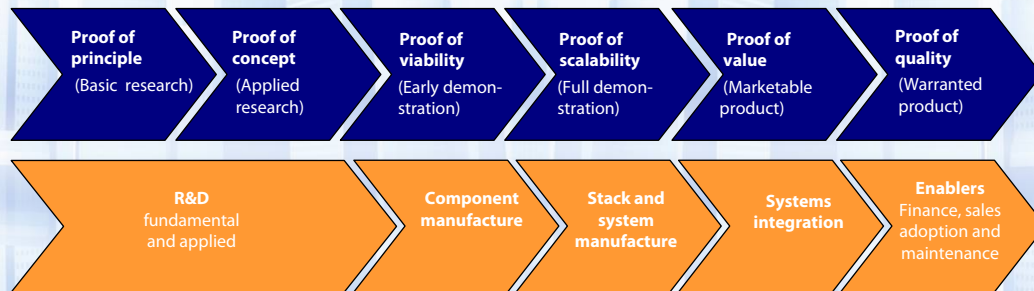 Proof of
principle
(Basic research)
Proof of
concept
(Applied
research)
Proof of
viability
(Early demon-
stration)
Proof of
scalability
(Full demon-
stration)
Proof of
value
(Marketable
product)
Proof of
quality
(Warranted
product)
R&D
fundamental
and applied
Component
manufacture
Stack and
system
manufacture
Systems
integration
Enablers
Finance, sales
adoption and
maintenance